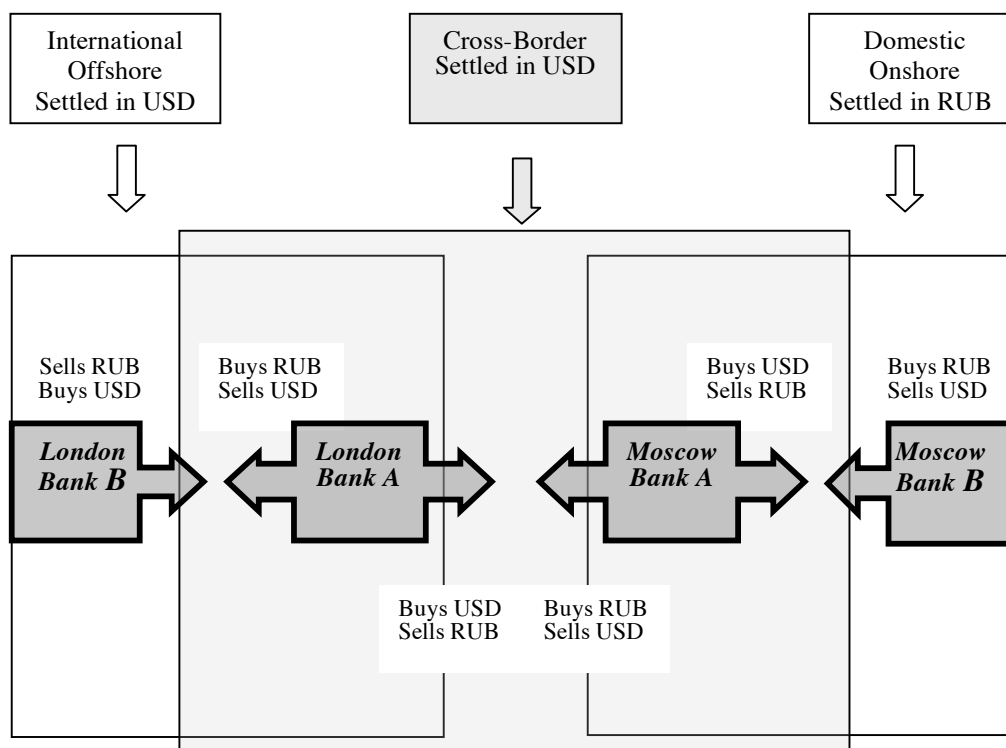 International
Offshore
Settled in USD
Cross-Border
Settled in USD
Domestic
Onshore
Settled in RUB
Sells RUB
Buys USD
Buys RUB
Sells USD
Buys USD
Sells RUB
Buys RUB
Sells USD
London
Bank B
London
Bank A
Moscow
Bank A
Moscow
Bank B
Buys USD
Sells RUB
Buys RUB
Sells USD